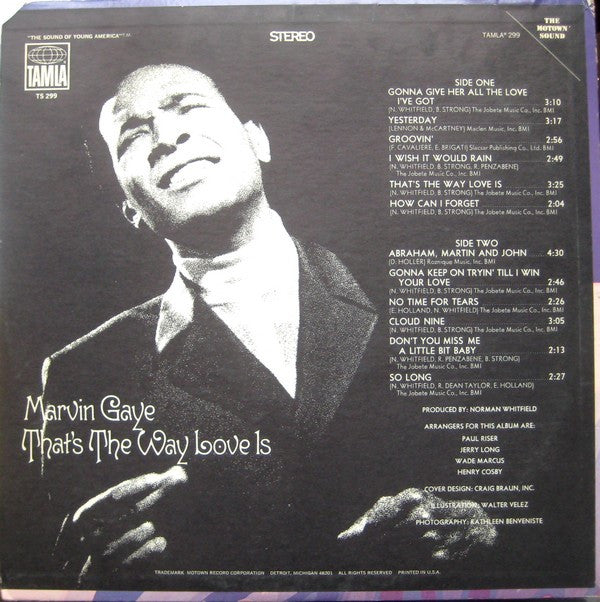 "THE SOUND OF YOUNG AMERICA"
TAMLA
TS 299
STEREO
TAMLA® 299
THE
MOTOWN
SOUND
SIDE ONE
GONNA GIVE HER ALL THE LOVE
I'VE GOT 3:10
(N. WHITFIELD, B. STRONG) The Jobete Music Co., Inc. BMI
YESTERDAY 3:17
(LENNON & McCARTNEY) Maclen Music, Inc. BMI
GROOVIN' 2:56
(F. CAVALIERE, E. BRIGATI) Slacsar Publishing Co., Ltd. BMI
I WISH IT WOULD RAIN 2:49
(N. WHITFIELD, B. STRONG, R. PENZABENE)
The Jobete Music Co., Inc. BMI
THAT'S THE WAY LOVE IS 3:25
(N. WHITFIELD, B. STRONG) The Jobete Music Co., Inc. BMI
HOW CAN I FORGET 2:04
(N. WHITFIELD, B. STRONG) The Jobete Music Co., Inc. BMI
SIDE TWO
ABRAHAM, MARTIN AND JOHN 4:30
(D. HOLLER) Roznique Music, Inc. BMI
GONNA KEEP ON TRYIN' TILL I WIN
YOUR LOVE 2:46
(N. WHITFIELD, B. STRONG) The Jobete Music Co., Inc. BMI
NO TIME FOR TEARS 2:26
(E. HOLLAND, N. WHITFIELD) The Jobete Music Co., Inc. BMI
CLOUD NINE 3:05
(N. WHITFIELD, B. STRONG) The Jobete Music Co., Inc. BMI
DON'T YOU MISS ME
A LITTLE BIT BABY 2:13
(N. WHITFIELD, R. PENZABENE, B. STRONG)
The Jobete Music Co., Inc. BMI
SO LONG 2:27
(N. WHITFIELD, R. DEAN TAYLOR, E. HOLLAND)
The Jobete Music Co., Inc. BMI
Marvin Gaye
That's The Way Love Is
PRODUCED BY: NORMAN WHITFIELD
ARRANGERS FOR THIS ALBUM ARE:
PAUL RISER
JERRY LONG
WADE MARCUS
HENRY COSBY
COVER DESIGN: CRAIG BRAUN, INC.
ILLUSTRATION: WALTER VELEZ
PHOTOGRAPHY: KATHLEEN BENVENISTE
TRADEMARK MOTOWN RECORD CORPORATION DETROIT, MICHIGAN 48201 ALL RIGHTS RESERVED PRINTED IN U.S.A.